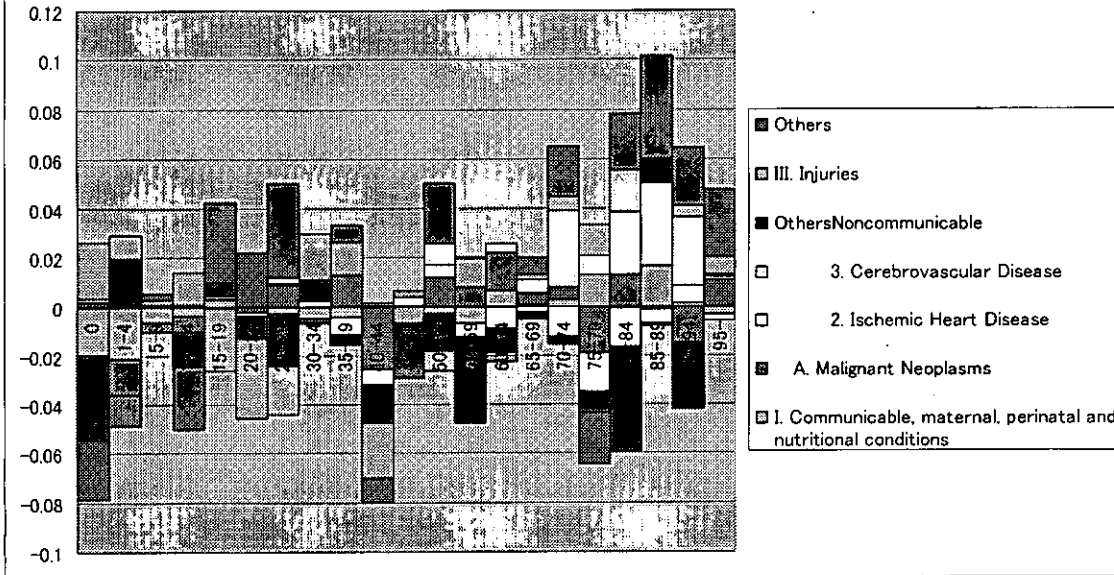 0.12
0.1
0.08
0.06
0.04
0.02
0
-0.02
-0.04
-0.06
-0.08
-0.1
0
1-4
15-19
20-
30-34
35-
65-69
70-
75-
85-89
95-
Others
III. Injuries
OthersNoncommunicable
3. Cerebrovascular Disease
2. Ischemic Heart Disease
A. Malignant Neoplasms
I. Communicable, maternal, perinatal and
nutritional conditions